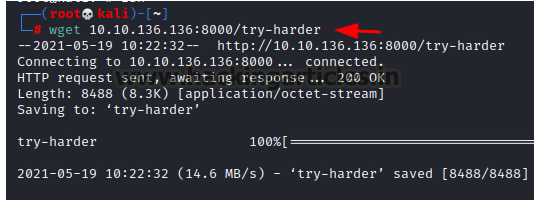 (root💀kali)-[~]
# wget 10.10.136.136:8000/try-harder
--2021-05-19 10:22:32-- http://10.10.136.136:8000/try-harder
Connecting to 10.10.136.136:8000... connected.
HTTP request sent, awaiting response... 200 OK
Length: 8488 (8.3K) [application/octet-stream]
Saving to: ‘try-harder’
try-harder 100%[==================================
2021-05-19 10:22:32 (14.6 MB/s) - ‘try-harder’ saved [8488/8488]